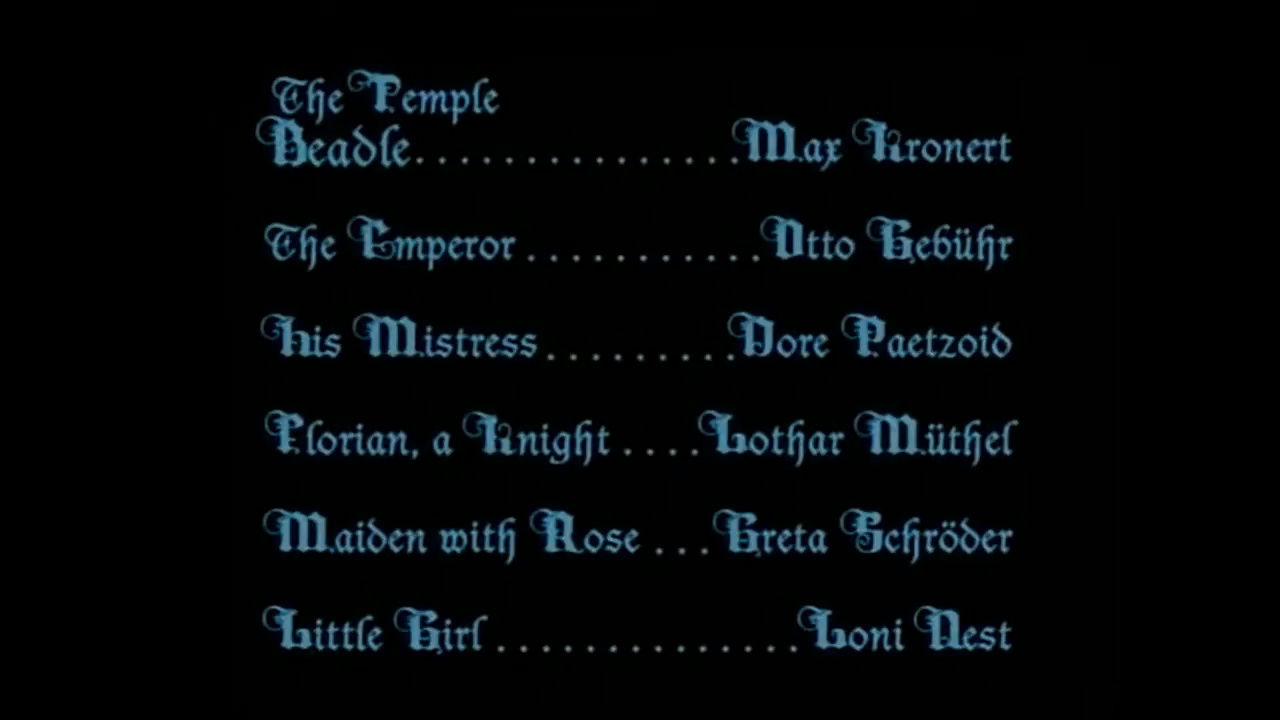 The Temple
Beadle................Max Kronert
The Emperor...........Otto Gebühr
His Mistress.........Dore Paetzoid
Florian, a Knight....Lothar Müthel
Maiden with Rose...Greta Schröder
Little Girl..............Loni Nest